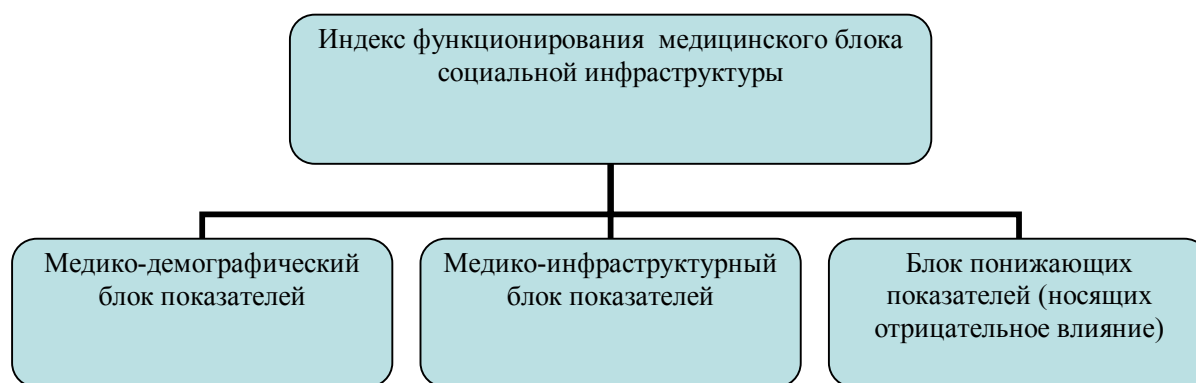 Индекс функционирования медицинского блока
социальной инфраструктуры
Медико-демографический
блок показателей
Медико-инфраструктурный
блок показателей
Блок понижающих
показателей (носящих
отрицательное влияние)